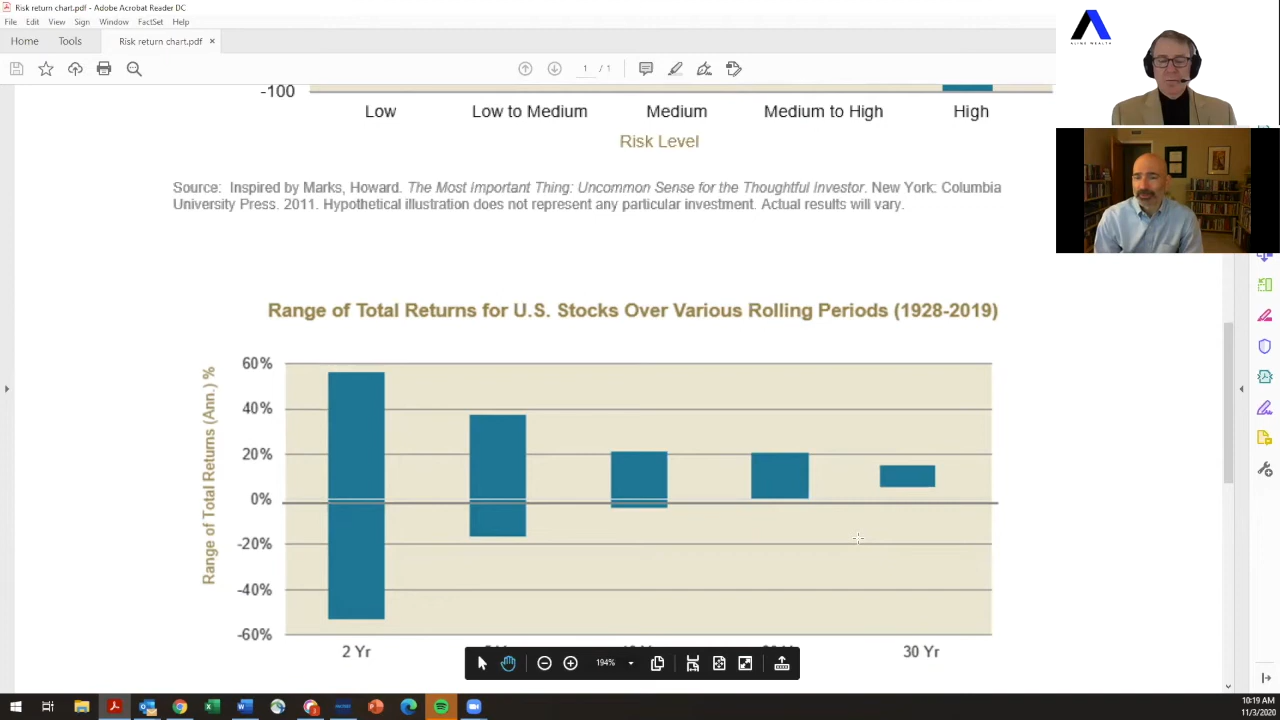 Risk return chart.pdf - Adobe Acrobat Reader DC
File Edit View Sign Window FactSet Help
Home Tools Risk return chart.pdf ×
1 / 1
ALINE WEALTH
-100
Low Low to Medium Medium Medium to High High
Risk Level
Source: Inspired by Marks, Howard. The Most Important Thing: Uncommon Sense for the Thoughtful Investor. New York: Columbia
University Press. 2011. Hypothetical illustration does not represent any particular investment. Actual results will vary.
Range of Total Returns for U.S. Stocks Over Various Rolling Periods (1928-2019)
Range of Total Returns (Ann.) %
60%
40%
20%
0%
-20%
-40%
-60%
2 Yr 30 Yr
194%
10:19 AM
11/3/2020